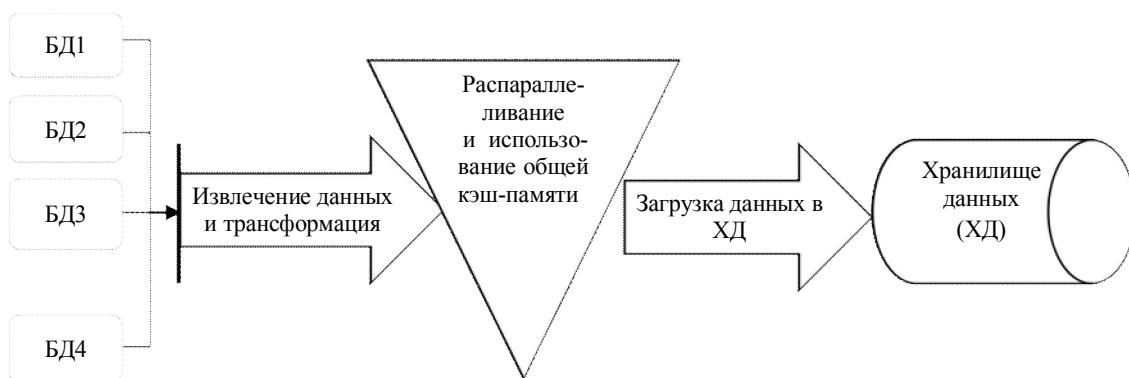 БД1
БД2
БД3
БД4
Извлечение данных
и трансформация
Распаралле-
ливание
и использо-
вание общей
кэш-памяти
Загрузка данных в
ХД
Хранилище
данных
(ХД)